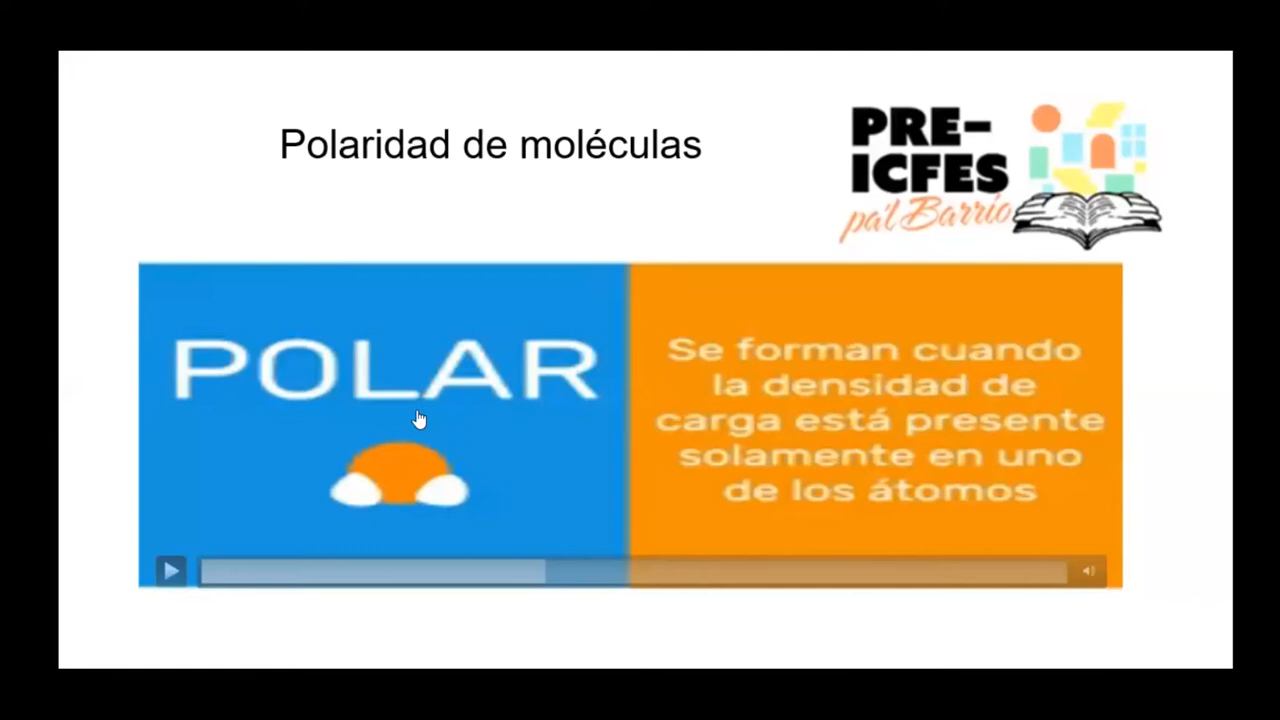 Polaridad de moléculas
PRE-
ICFES
pa'l Barrio
POLAR
Se forman cuando
la densidad de
carga está presente
solamente en uno
de los átomos